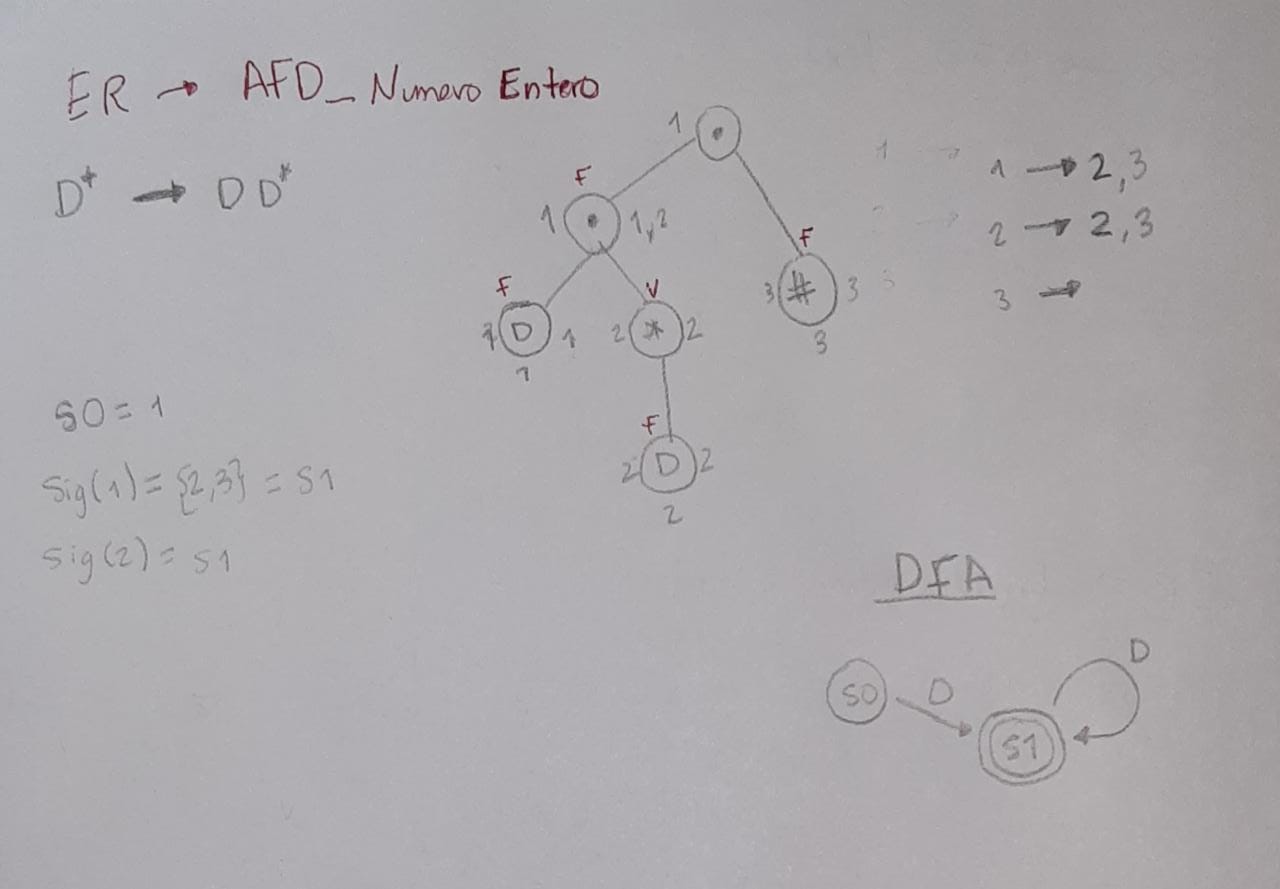 ER → AFD_Numero Entero
D⁺ → DD*
1 •
F
1 • 1,2
F V F
1 D 1
1
2 * 2
3 # 3
3
F
2 D 2
2
1 → 2,3
2 → 2,3
3 →
S0 = 1
Sig(1) = {2,3} = S1
Sig(2) = S1
DFA
S0 D S1 D